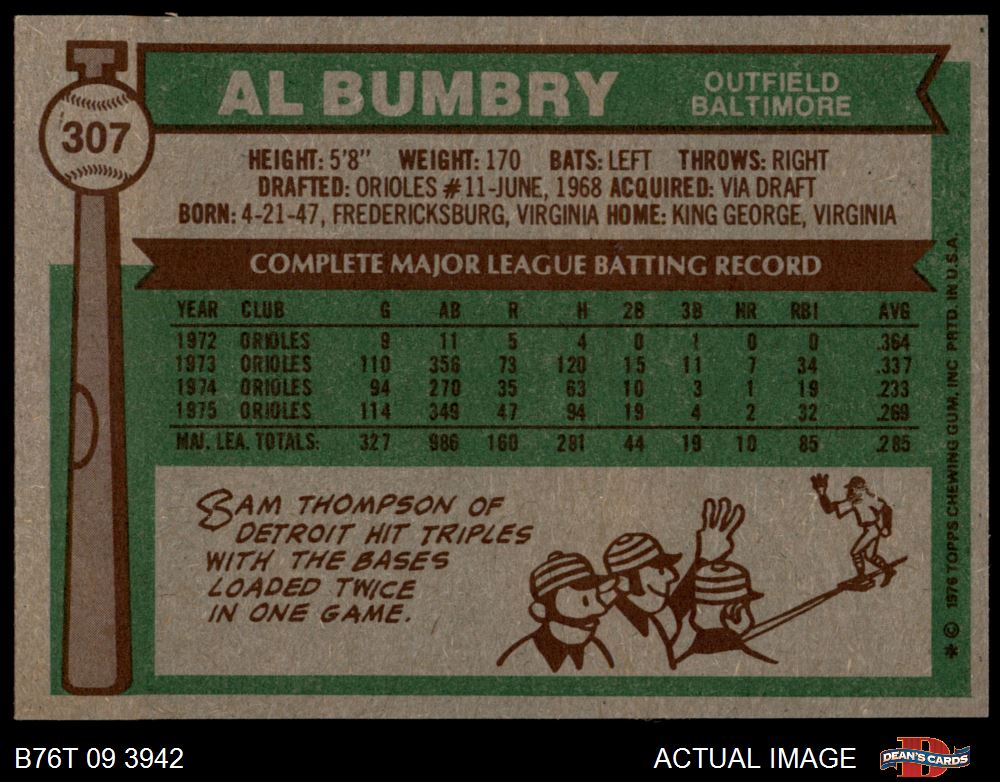 307
AL BUMBRY
OUTFIELD
BALTIMORE
HEIGHT: 5'8" WEIGHT: 170 BATS: LEFT THROWS: RIGHT
DRAFTED: ORIOLES #11-JUNE, 1968 ACQUIRED: VIA DRAFT
BORN: 4-21-47, FREDERICKSBURG, VIRGINIA HOME: KING GEORGE, VIRGINIA
COMPLETE MAJOR LEAGUE BATTING RECORD
YEAR CLUB G AB R H 2B 3B HR RBI AVG
1972 ORIOLES 9 11 5 4 0 1 0 0 .364
1973 ORIOLES 110 356 73 120 15 11 7 34 .337
1974 ORIOLES 94 270 35 63 10 3 1 19 .233
1975 ORIOLES 114 349 47 94 19 4 2 32 .269
MAJ. LEA. TOTALS: 327 986 160 281 44 19 10 85 .285
SAM THOMPSON OF
DETROIT HIT TRIPLES
WITH THE BASES
LOADED TWICE
IN ONE GAME.
* © 1976 TOPPS CHEWING GUM, INC PRTD. IN U.S.A.
B76T 09 3942
ACTUAL IMAGE
D
DEAN'S CARDS